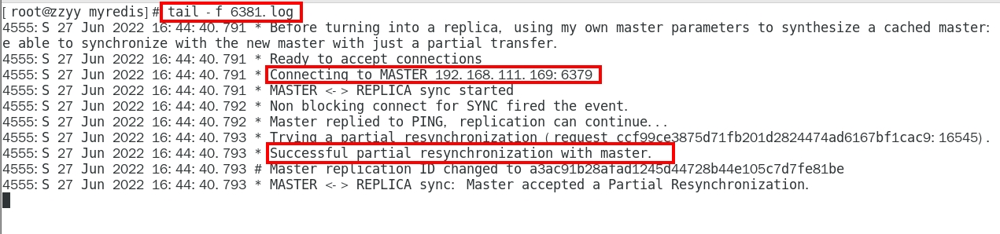 [root@zzyy myredis]# tail -f 6381.log
4555:S 27 Jun 2022 16:44:40.791 * Before turning into a replica, using my own master parameters to synthesize a cached master:
e able to synchronize with the new master with just a partial transfer.
4555:S 27 Jun 2022 16:44:40.791 * Ready to accept connections
4555:S 27 Jun 2022 16:44:40.791 * Connecting to MASTER 192.168.111.169:6379
4555:S 27 Jun 2022 16:44:40.791 * MASTER <-> REPLICA sync started
4555:S 27 Jun 2022 16:44:40.792 * Non blocking connect for SYNC fired the event.
4555:S 27 Jun 2022 16:44:40.792 * Master replied to PING, replication can continue...
4555:S 27 Jun 2022 16:44:40.793 * Trying a partial resynchronization (request ccf99ce3875d71fb201d2824474ad6167bf1cac9:16545).
4555:S 27 Jun 2022 16:44:40.793 * Successful partial resynchronization with master.
4555:S 27 Jun 2022 16:44:40.793 # Master replication ID changed to a3ac91b28afad1245d44728b44e105c7d7fe81be
4555:S 27 Jun 2022 16:44:40.793 * MASTER <-> REPLICA sync: Master accepted a Partial Resynchronization.